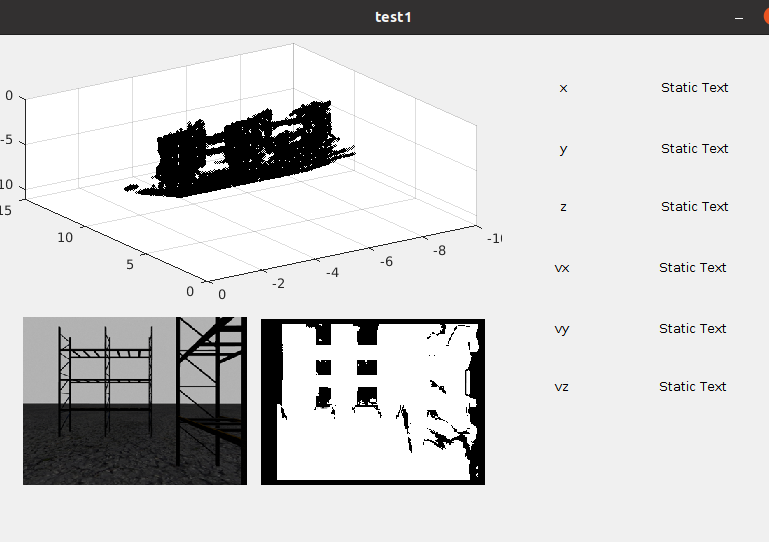 test1
0
-5
10
15
10
5
0
0
-2
-4
-6
-8
-10
x Static Text
y Static Text
z Static Text
vx Static Text
vy Static Text
vz Static Text